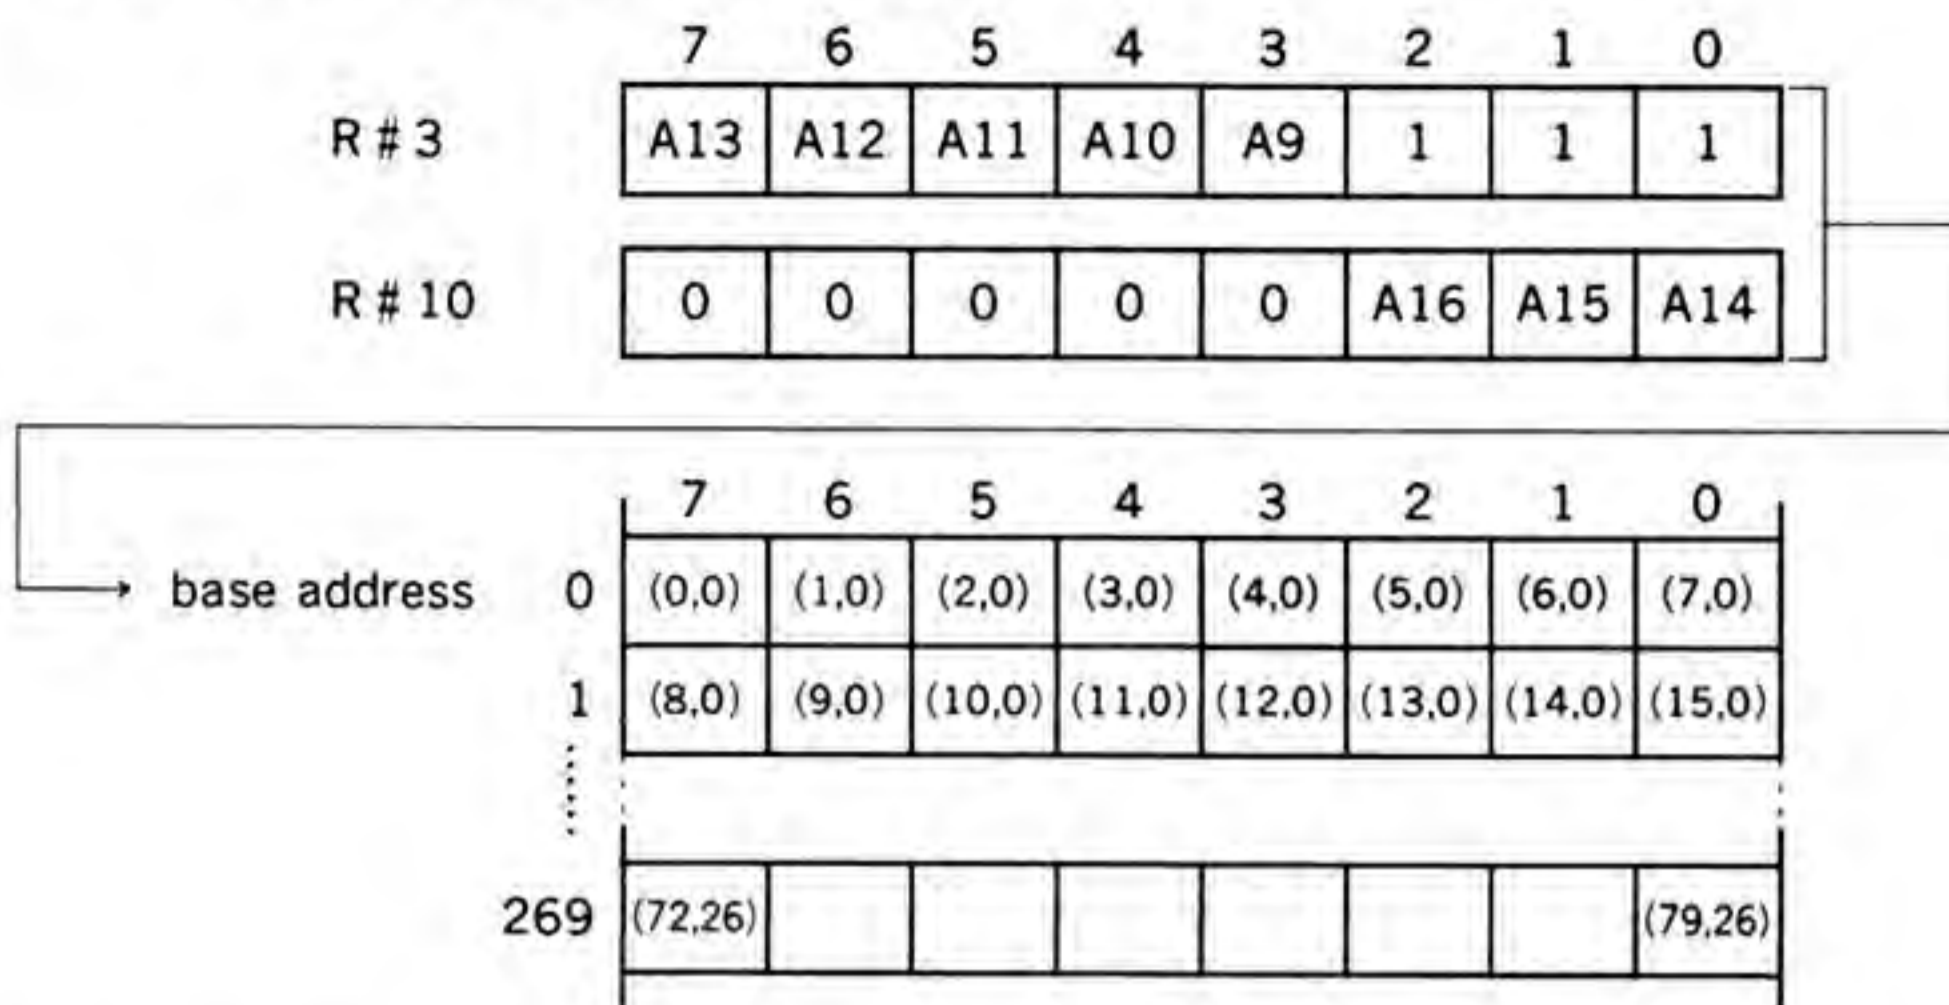 7 6 5 4 3 2 1 0
R#3 A13 A12 A11 A10 A9 1 1 1
R#10 0 0 0 0 0 A16 A15 A14
7 6 5 4 3 2 1 0
base address 0 (0,0) (1,0) (2,0) (3,0) (4,0) (5,0) (6,0) (7,0)
1 (8,0) (9,0) (10,0) (11,0) (12,0) (13,0) (14,0) (15,0)
269 (72,26) (79,26)